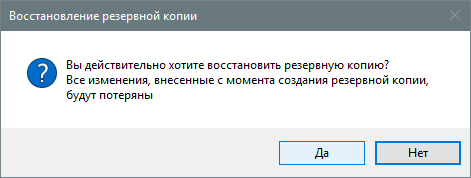 Восстановление резервной копии
Вы действительно хотите восстановить резервную копию?
Все изменения, внесенные с момента создания резервной копии,
будут потеряны
Да
Нет